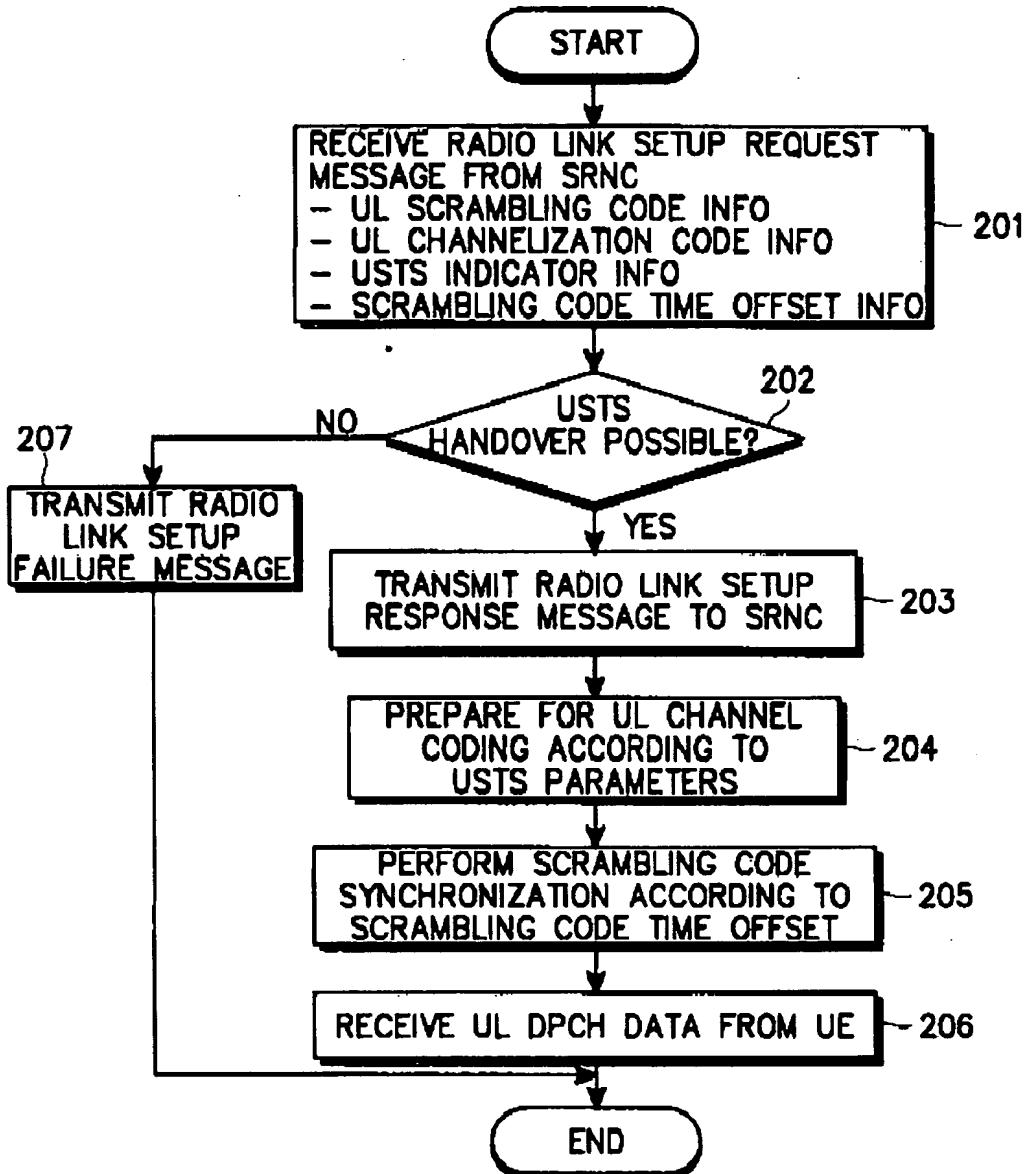 START
RECEIVE RADIO LINK SETUP REQUEST
MESSAGE FROM SRNC
– UL SCRAMBLING CODE INFO
– UL CHANNELIZATION CODE INFO
– USTS INDICATOR INFO
– SCRAMBLING CODE TIME OFFSET INFO
201
202
USTS
HANDOVER POSSIBLE?
NO
YES
207
TRANSMIT RADIO
LINK SETUP
FAILURE MESSAGE
TRANSMIT RADIO LINK SETUP
RESPONSE MESSAGE TO SRNC
203
PREPARE FOR UL CHANNEL
CODING ACCORDING TO
USTS PARAMETERS
204
PERFORM SCRAMBLING CODE
SYNCHRONIZATION ACCORDING TO
SCRAMBLING CODE TIME OFFSET
205
RECEIVE UL DPCH DATA FROM UE
206
END